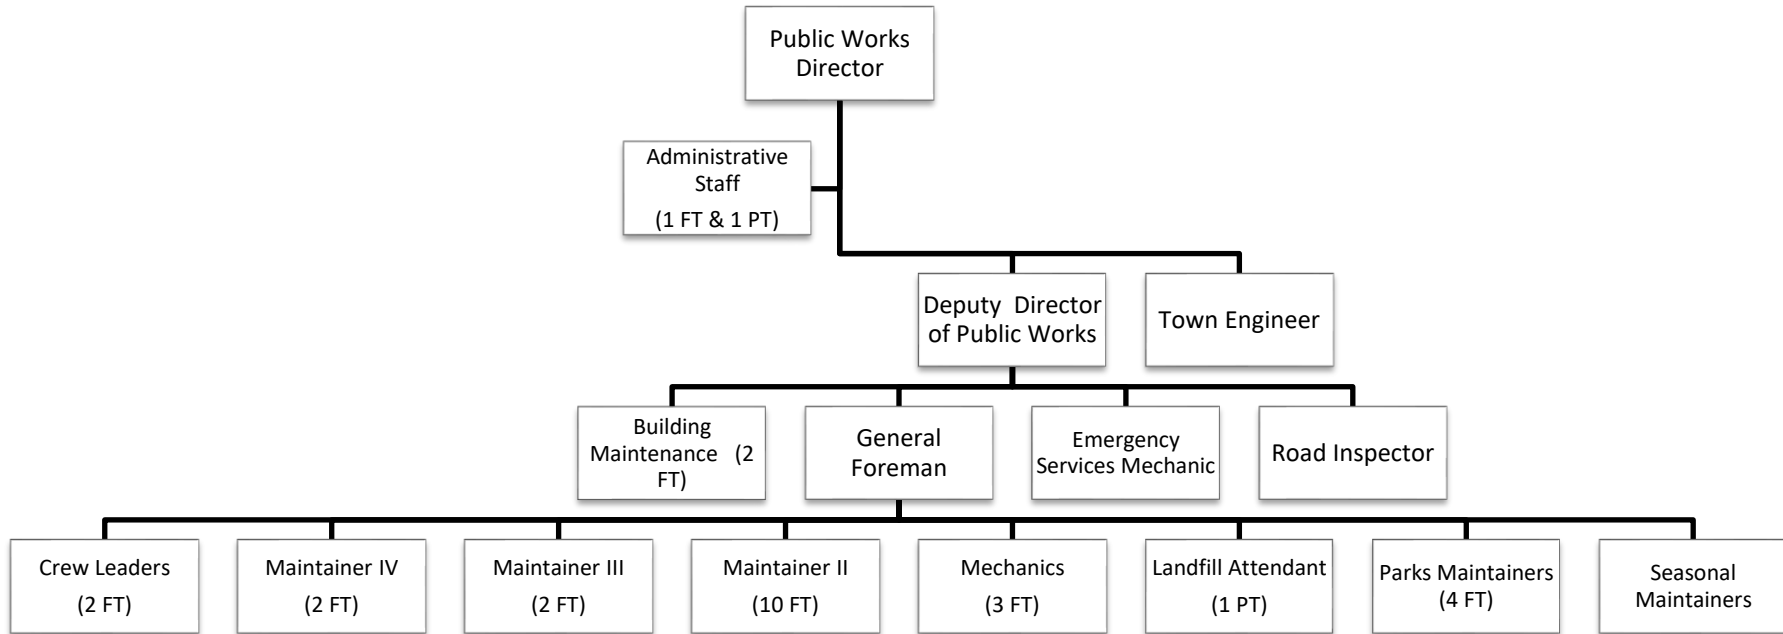 Public Works
Director
Administrative
Staff
(1 FT & 1 PT)
Deputy  Director
of Public Works
Town Engineer
Building
Maintenance   (2
FT)
General
Foreman
Emergency
Services Mechanic
Road Inspector
Crew Leaders
(2 FT)
Maintainer IV
(2 FT)
Maintainer III
(2 FT)
Maintainer II
(10 FT)
Mechanics
(3 FT)
Landfill Attendant
(1 PT)
Parks Maintainers
(4 FT)
Seasonal
Maintainers